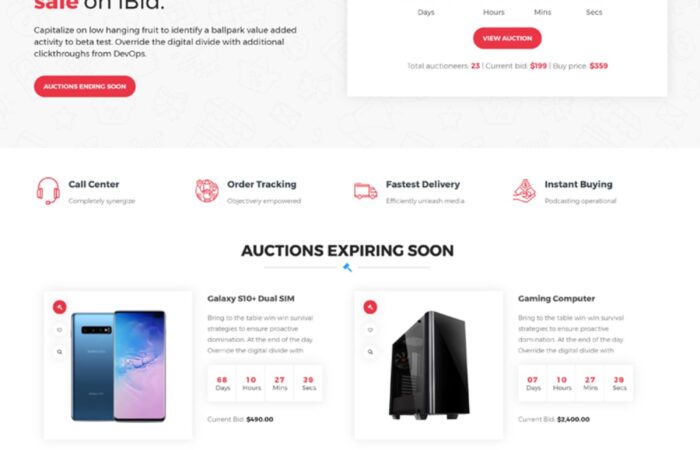 sale on iBid.
Capitalize on low hanging fruit to identify a ballpark value added
activity to beta test. Override the digital divide with additional
clickthroughs from DevOps.
AUCTIONS ENDING SOON
Days Hours Mins Secs
VIEW AUCTION
Total auctioneers: 23 | Current bid: $199 | Buy price: $359
Call Center
Completely synergize
Order Tracking
Objectively empowered
Fastest Delivery
Efficiently unleash media
Instant Buying
Podcasting operational
AUCTIONS EXPIRING SOON
Galaxy S10+ Dual SIM
Bring to the table win-win survival
strategies to ensure proactive
domination. At the end of the day.
Override the digital divide with
68 10 27 29
Days Hours Mins Secs
Current Bid: $490.00
Gaming Computer
Bring to the table win-win survival
strategies to ensure proactive
domination. At the end of the day.
Override the digital divide with
07 10 27 29
Days Hours Mins Secs
Current Bid: $2,400.00